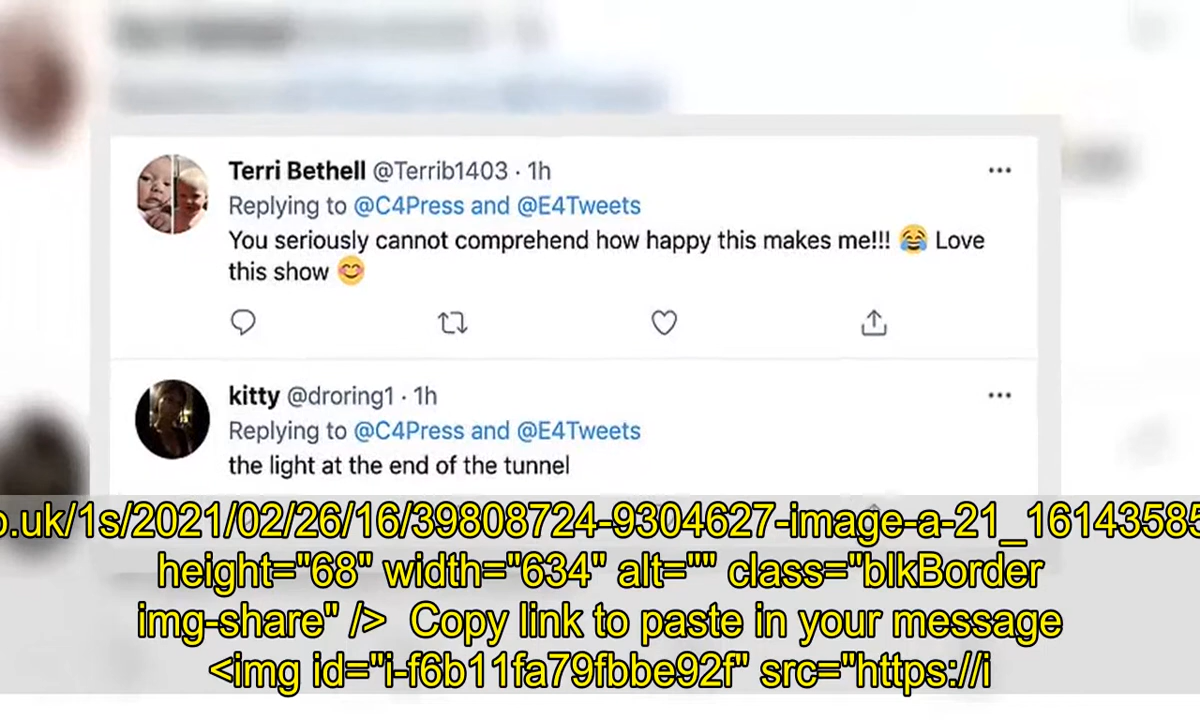 Terri Bethell @Terrib1403 · 1h
Replying to @C4Press and @E4Tweets
You seriously cannot comprehend how happy this makes me!!! 😂 Love
this show 😊
kitty @droring1 · 1h
Replying to @C4Press and @E4Tweets
the light at the end of the tunnel
o.uk/1s/2021/02/26/16/39808724-9304627-image-a-21_16143585
height="68" width="634" alt="" class="blkBorder
img-share" /> Copy link to paste in your message
<img id="i-f6b11fa79fbbe92f" src="https://i